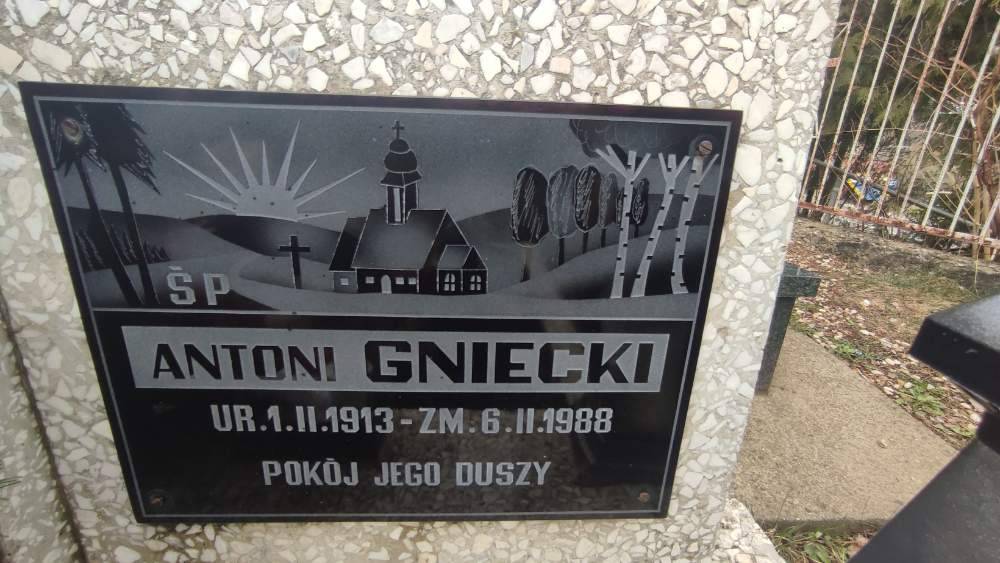 ŚP
ANTONI GNIECKI
UR.1.II.1913-ZM.6.II.1988
POKÓJ JEGO DUSZY